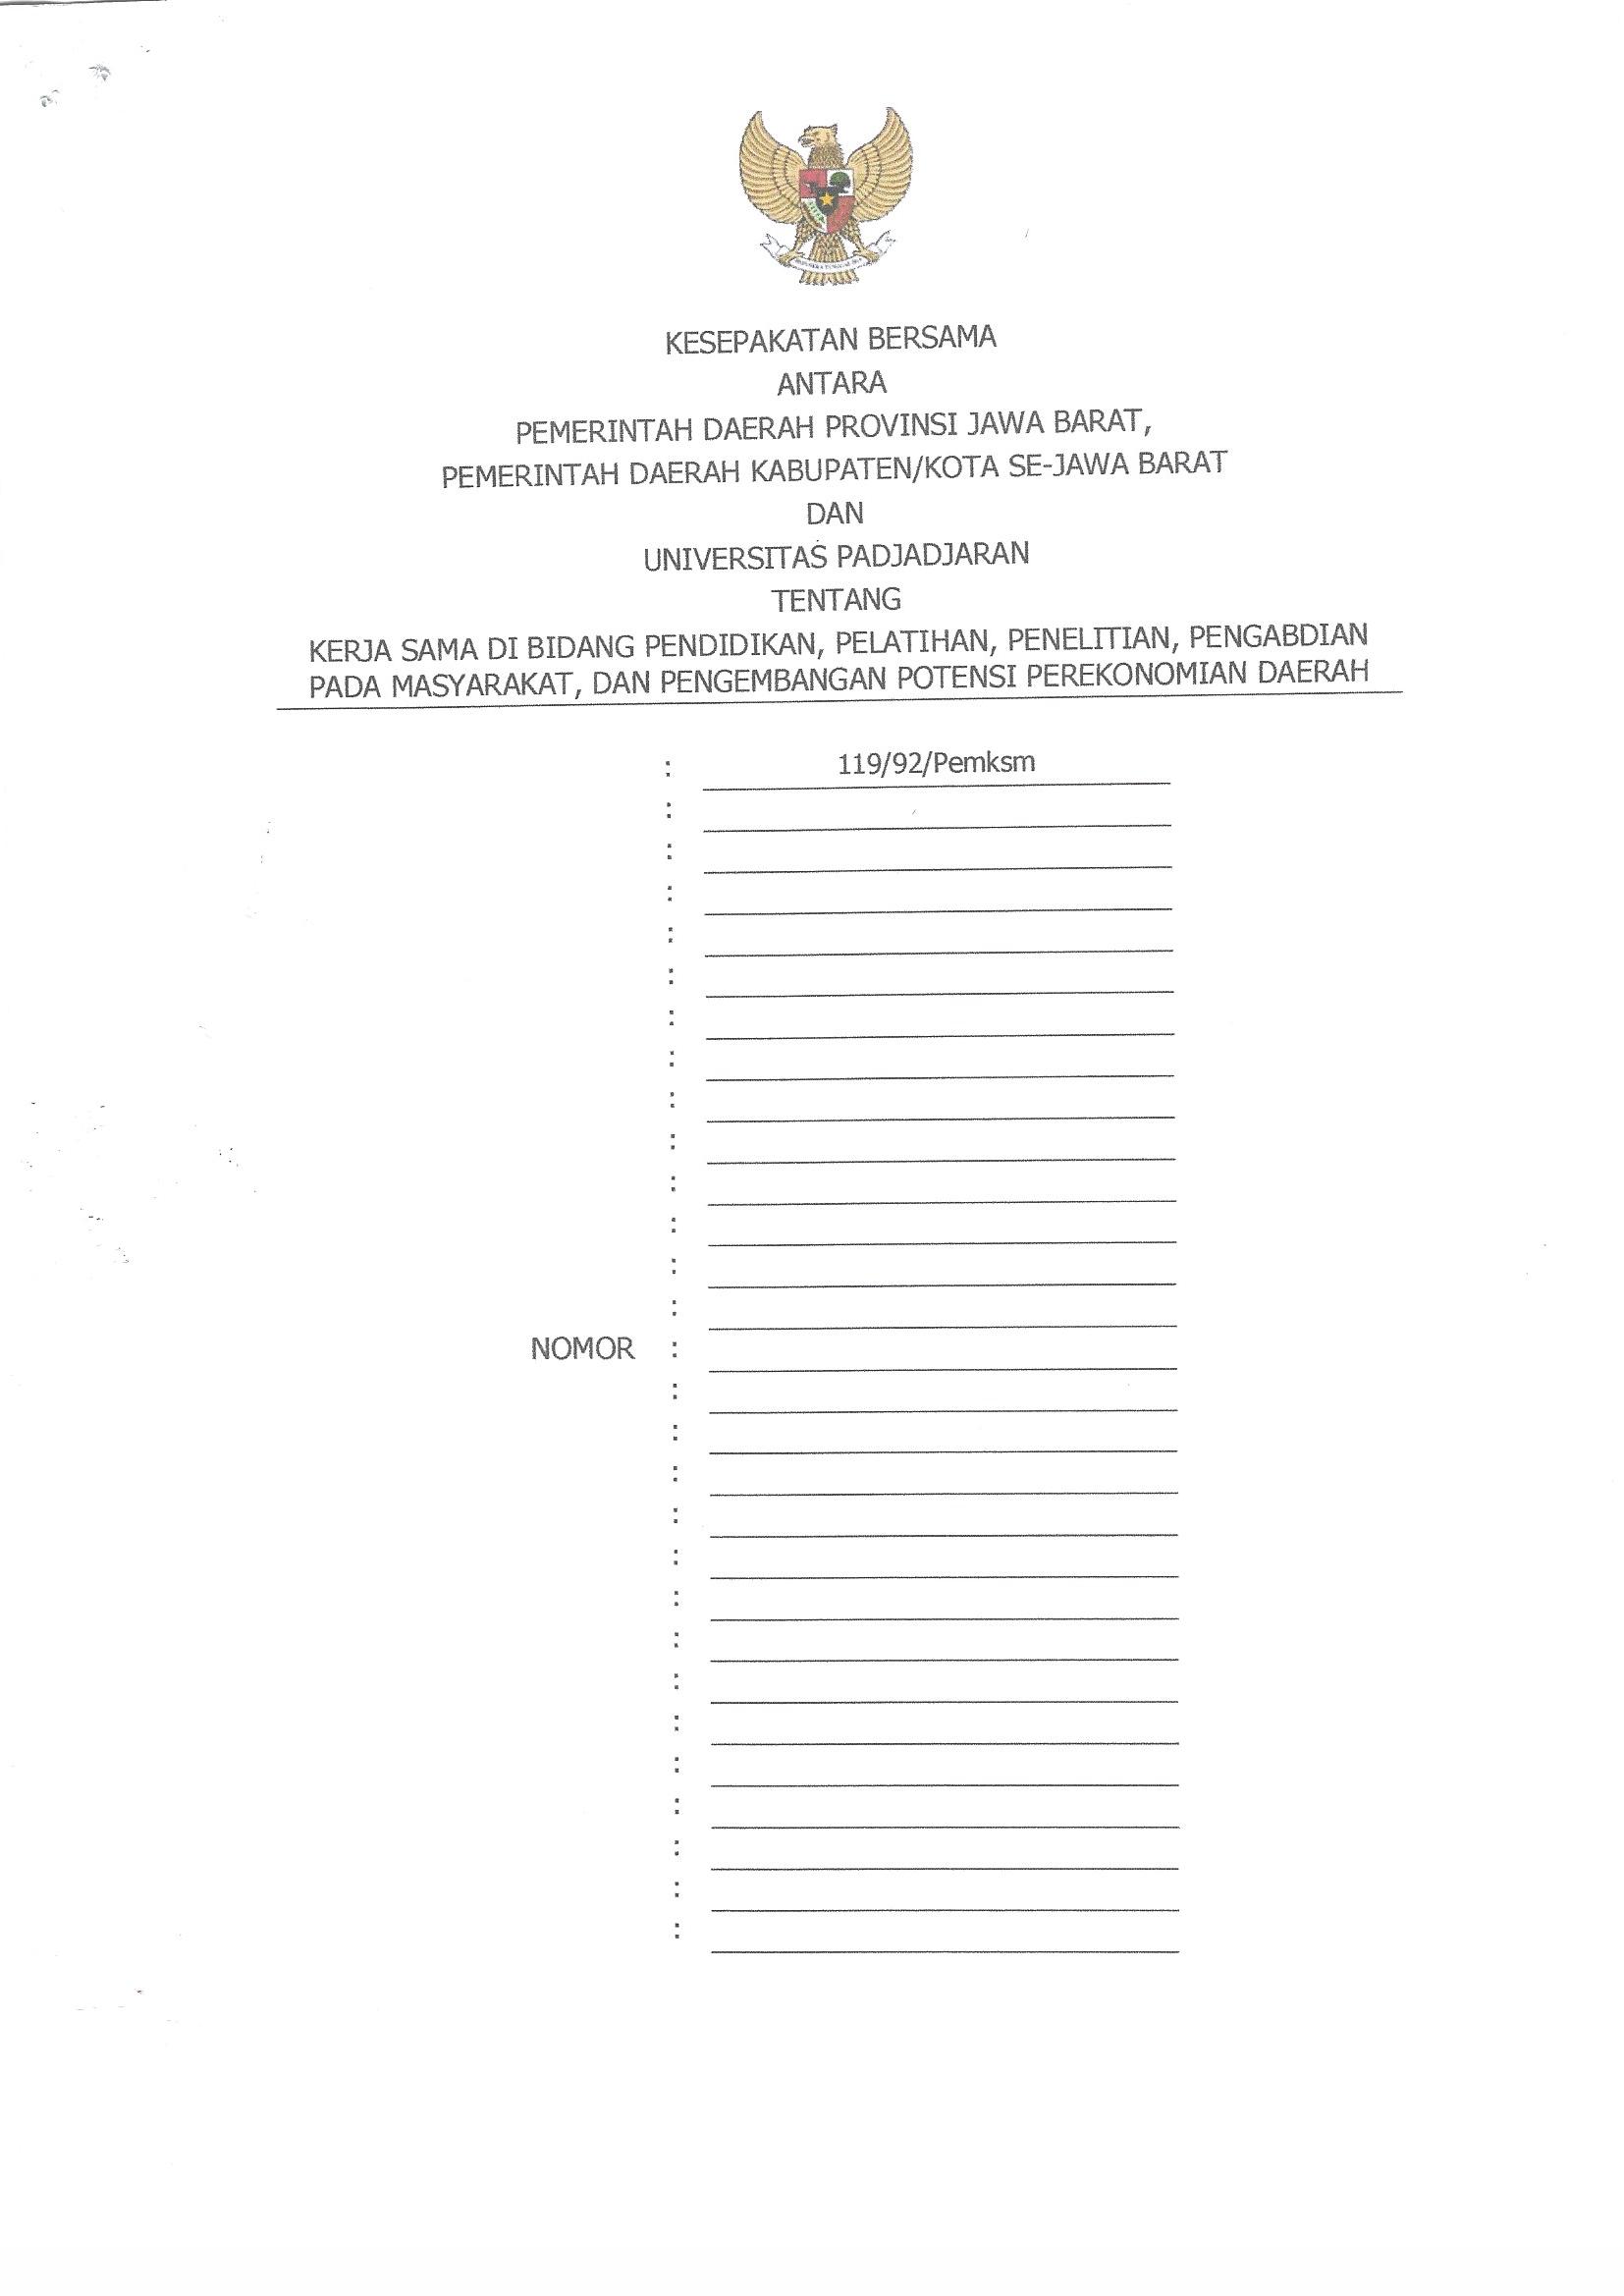 KESEPAKATAN BERSAMA
ANTARA
PEMERINTAH DAERAH PROVINSI JAWA BARAT,
PEMERINTAH DAERAH KABUPATEN/KOTA SE-JAWA BARAT
DAN
UNIVERSITAS PADJADJARAN
TENTANG
KERJA SAMA DI BIDANG PENDIDIKAN, PELATIHAN, PENELITIAN, PENGABDIAN
PADA MASYARAKAT, DAN PENGEMBANGAN POTENSI PEREKONOMIAN DAERAH
: 119/92/Pemksm
:
:
:
:
:
:
:
:
:
:
:
:
:
NOMOR :
:
:
:
:
:
:
:
:
:
:
:
:
:
: